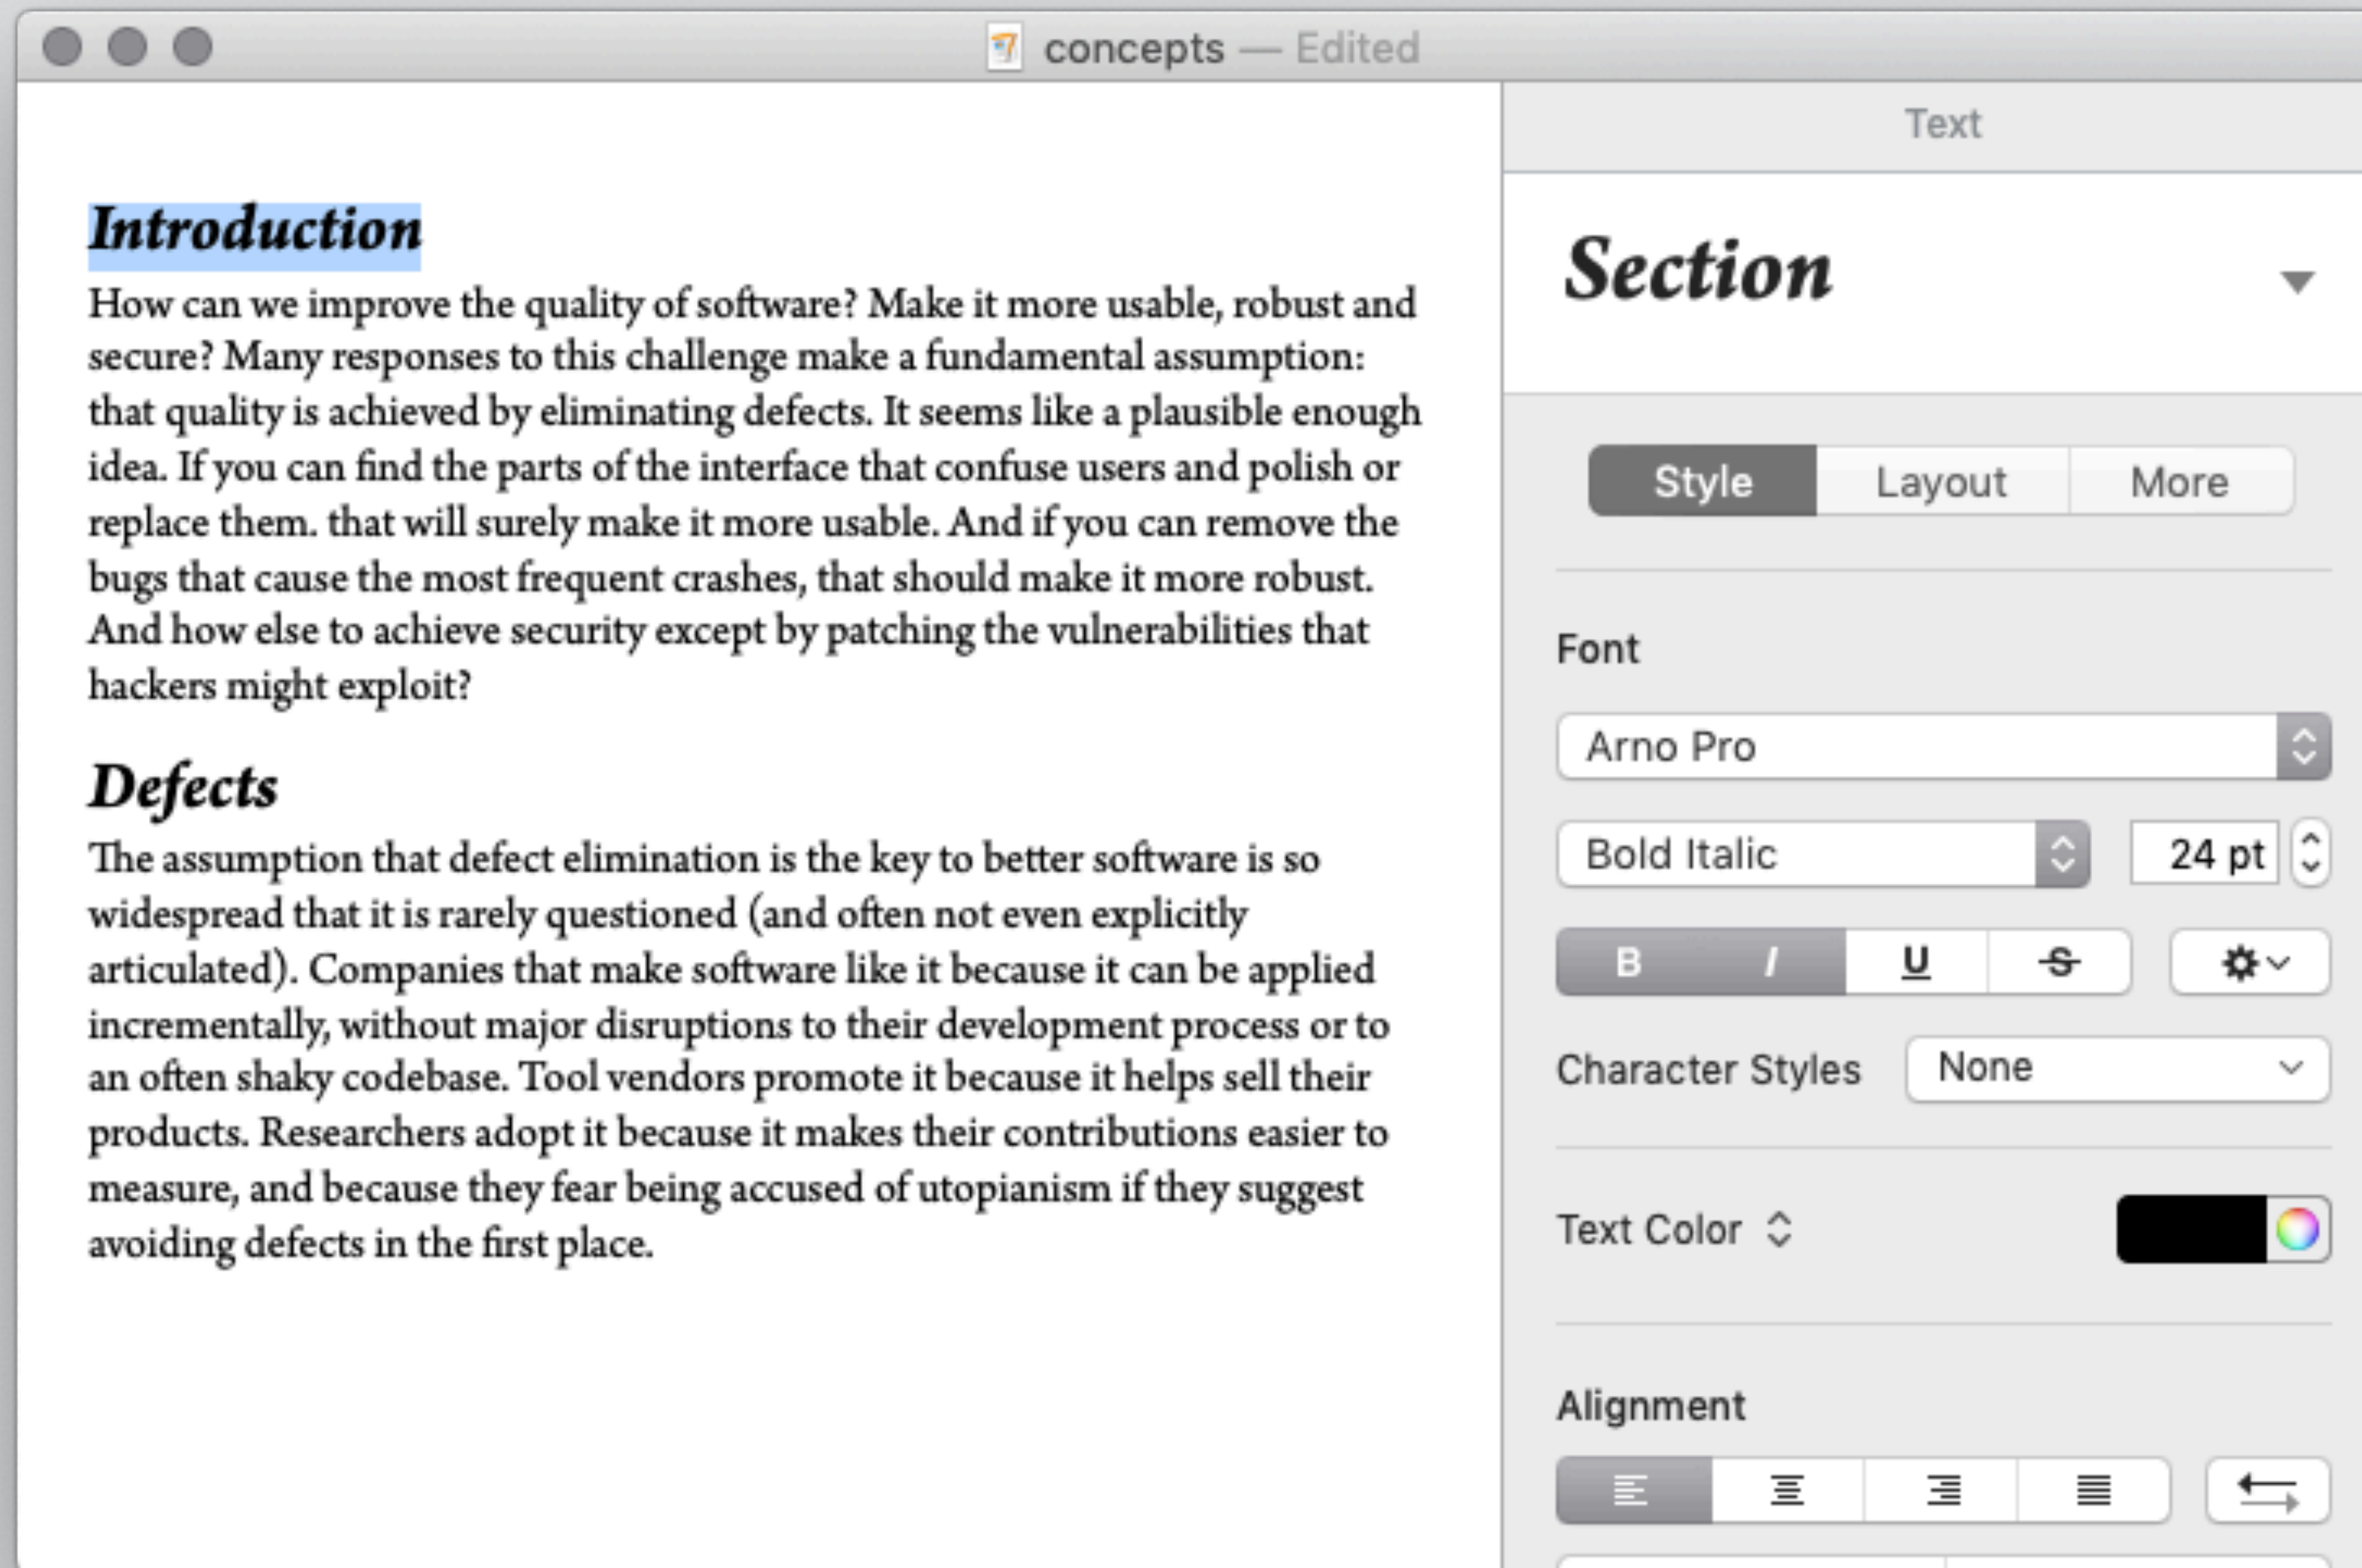 concepts — Edited
Introduction
How can we improve the quality of software? Make it more usable, robust and
secure? Many responses to this challenge make a fundamental assumption:
that quality is achieved by eliminating defects. It seems like a plausible enough
idea. If you can find the parts of the interface that confuse users and polish or
replace them. that will surely make it more usable. And if you can remove the
bugs that cause the most frequent crashes, that should make it more robust.
And how else to achieve security except by patching the vulnerabilities that
hackers might exploit?
Defects
The assumption that defect elimination is the key to better software is so
widespread that it is rarely questioned (and often not even explicitly
articulated). Companies that make software like it because it can be applied
incrementally, without major disruptions to their development process or to
an often shaky codebase. Tool vendors promote it because it helps sell their
products. Researchers adopt it because it makes their contributions easier to
measure, and because they fear being accused of utopianism if they suggest
avoiding defects in the first place.
Text
Section
Style Layout More
Font
Arno Pro
Bold Italic 24 pt
B I U S
Character Styles None
Text Color
Alignment